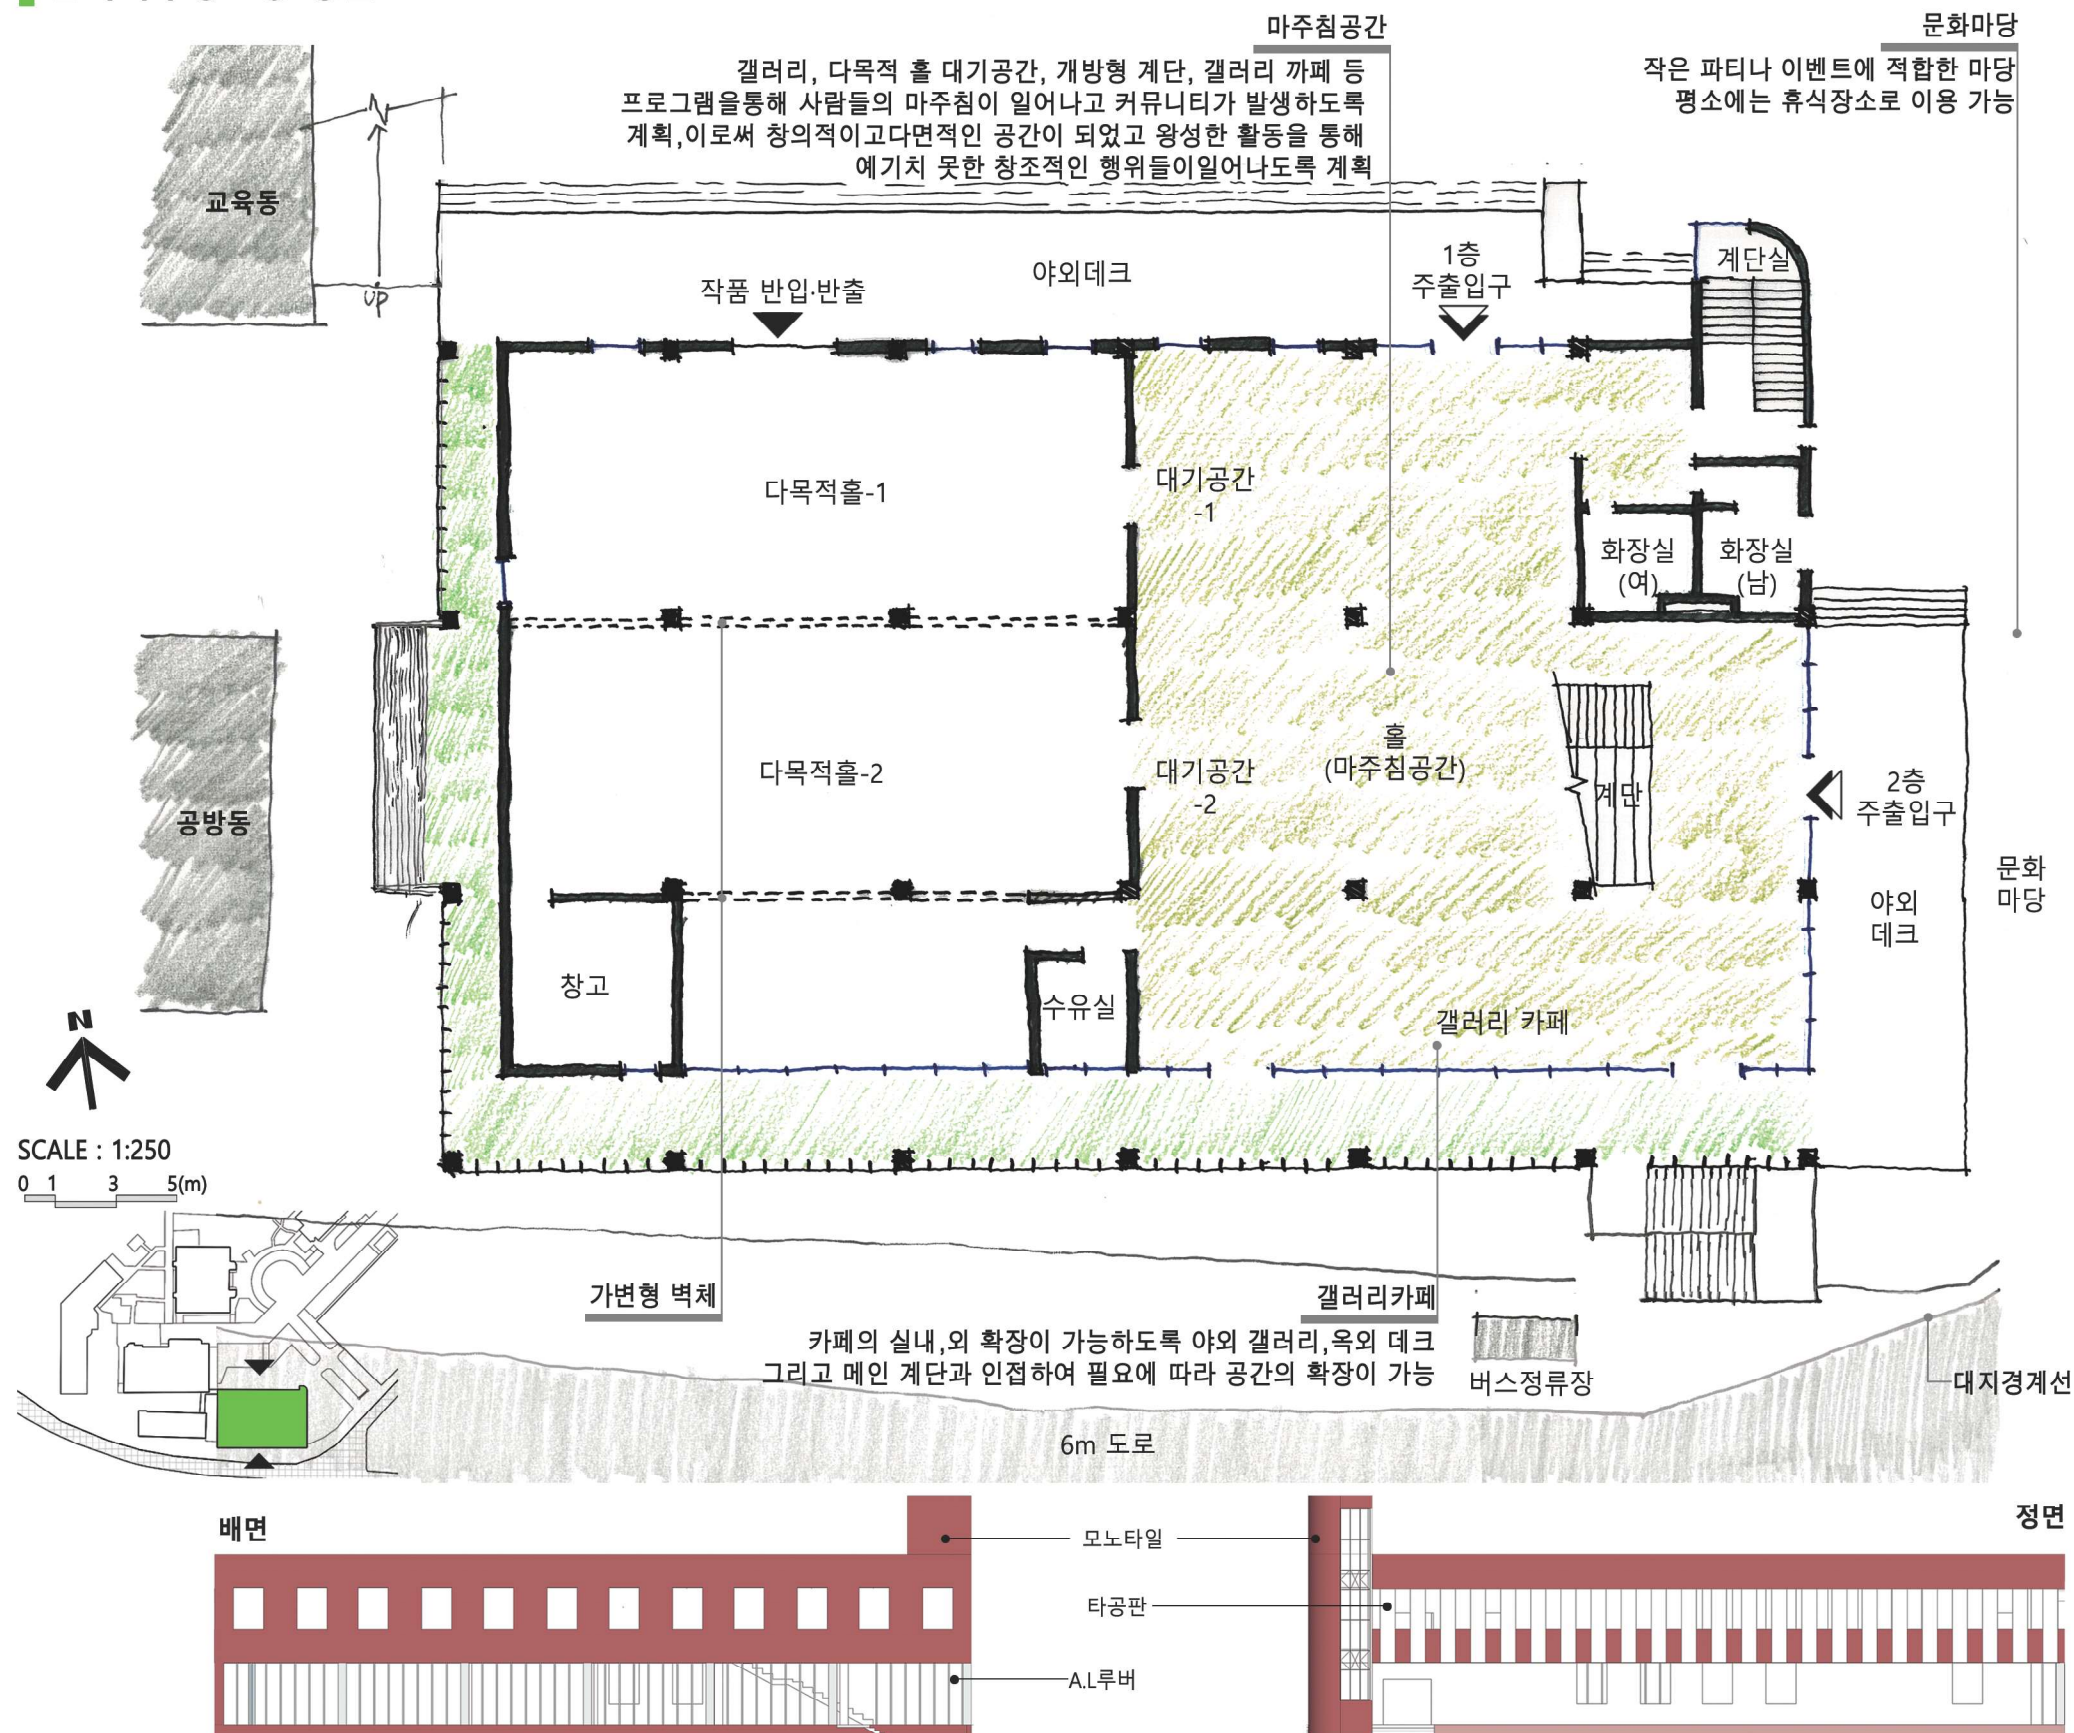 마주침공간
갤러리, 다목적 홀 대기공간, 개방형 계단, 갤러리 까페 등
프로그램을통해 사람들의 마주침이 일어나고 커뮤니티가 발생하도록
계획,이로써 창의적이고다면적인 공간이 되었고 왕성한 활동을 통해
예기치 못한 창조적인 행위들이일어나도록 계획
문화마당
작은 파티나 이벤트에 적합한 마당
평소에는 휴식장소로 이용 가능
N
교육동
UP
작품 반입·반출
야외데크
1층
주출입구
계단실
다목적홀-1
대기공간
-1
화장실
(여)
화장실
(남)
다목적홀-2
대기공간
-2
홀
(마주침공간)
계단
2층
주출입구
공방동
문화
마당
야외
데크
창고
수유실
갤러리 카페
N
SCALE : 1:250
0 1 3 5(m)
가변형 벽체
갤러리카페
카페의 실내,외 확장이 가능하도록 야외 갤러리,옥외 데크
그리고 메인 계단과 인접하여 필요에 따라 공간의 확장이 가능
버스정류장
대지경계선
6m 도로
배면
모노타일
정면
타공판
A.L루버